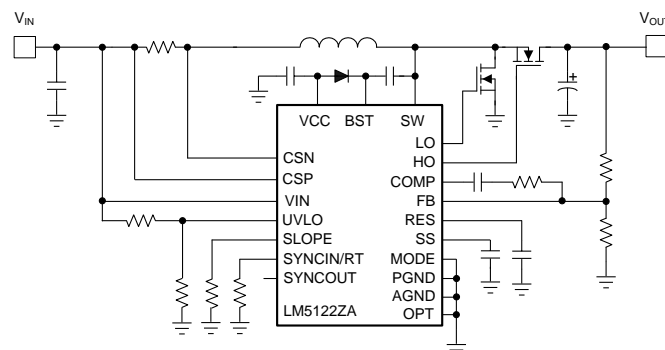 VIN
VOUT
VCC BST SW
LO
HO
CSN
COMP
CSP
FB
VIN
RES
UVLO
SS
SLOPE
MODE
SYNCIN/RT
PGND
SYNCOUT
AGND
LM5122ZA
OPT
+